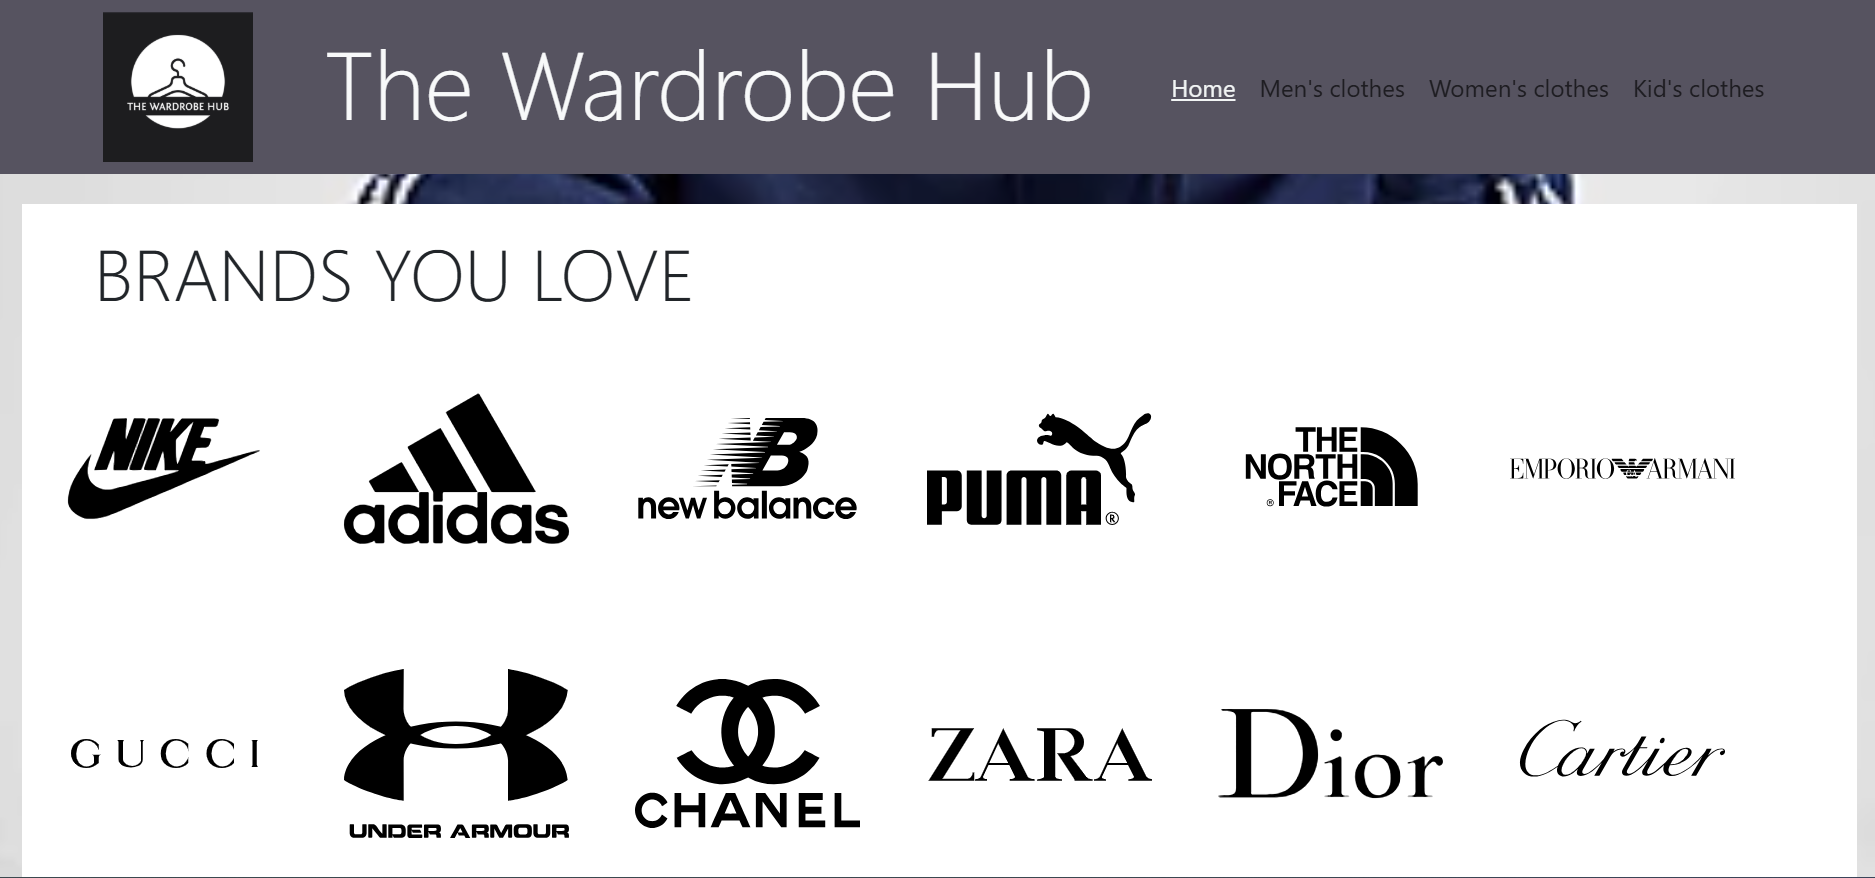 THE WARDROBE HUB
The Wardrobe Hub
Home Men's clothes Women's clothes Kid's clothes
BRANDS YOU LOVE
NIKE
adidas
NB
new balance
PUMA®
THE
NORTH
® FACE
EMPORIO ARMANI
GUCCI
UNDER ARMOUR
CHANEL
ZARA
Dior
Cartier